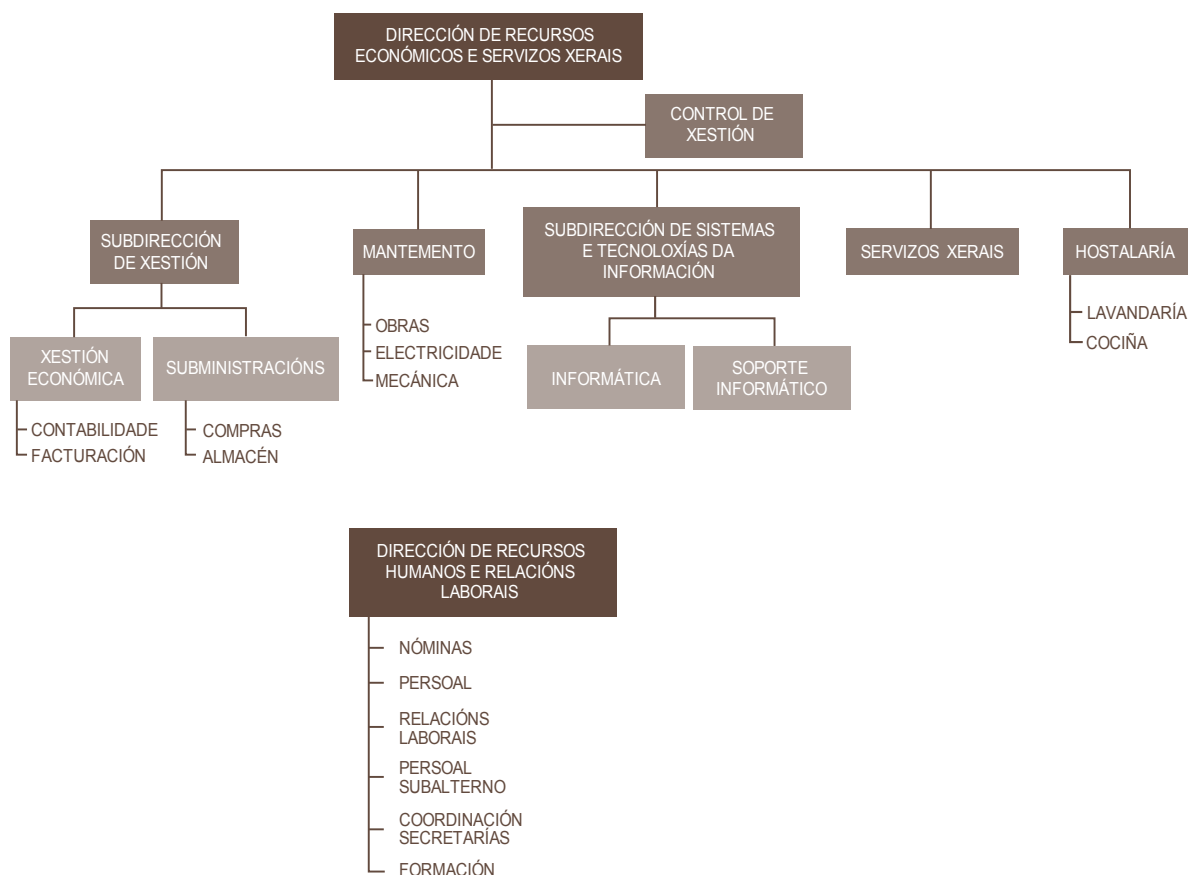 DIRECCIÓN DE RECURSOS
ECONÓMICOS E SERVIZOS XERAIS
CONTROL DE
XESTIÓN
SUBDIRECCIÓN
DE XESTIÓN
MANTEMENTO
SUBDIRECCIÓN DE SISTEMAS
E TECNOLOXÍAS DA
INFORMACIÓN
SERVIZOS XERAIS
HOSTALARÍA
XESTIÓN
ECONÓMICA
CONTABILIDADE
FACTURACIÓN
SUBMINISTRACIÓNS
COMPRAS
ALMACÉN
OBRAS
ELECTRICIDADE
MECÁNICA
INFORMÁTICA
SOPORTE
INFORMÁTICO
LAVANDARÍA
COCIÑA
DIRECCIÓN DE RECURSOS
HUMANOS E RELACIÓNS
LABORAIS
NÓMINAS
PERSOAL
RELACIÓNS
LABORAIS
PERSOAL
SUBALTERNO
COORDINACIÓN
SECRETARÍAS
FORMACIÓN